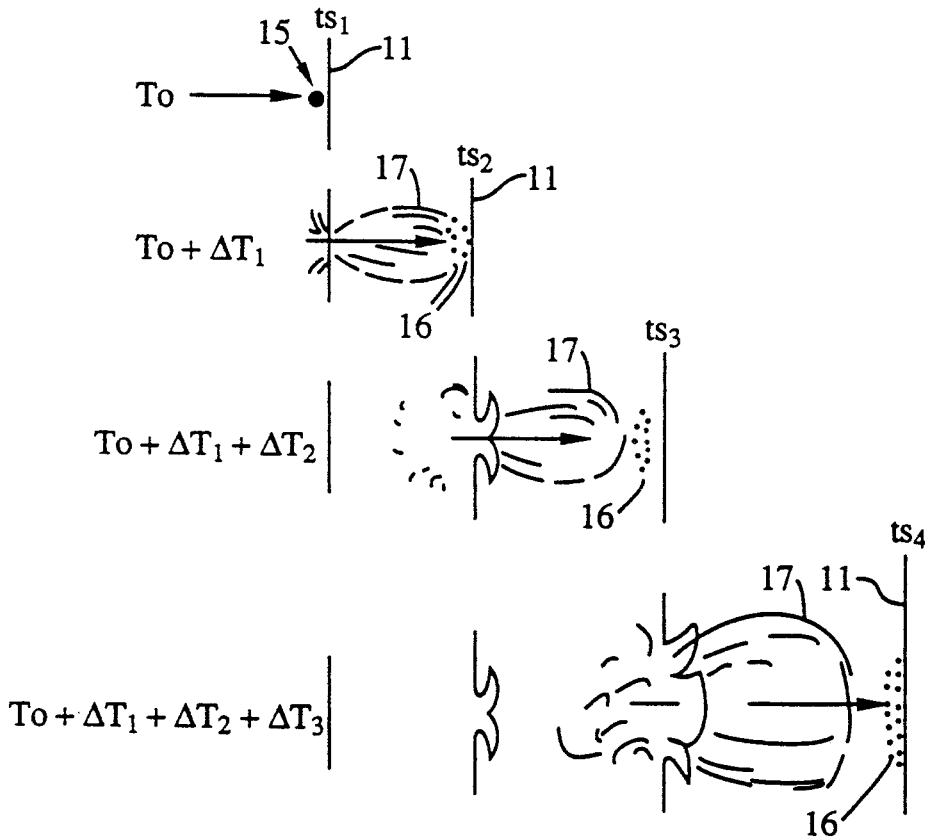 ts₁
15
11
To
ts₂
17
11
To + ΔT₁
16
ts₃
17
To + ΔT₁ + ΔT₂
16
ts₄
17
11
To + ΔT₁ + ΔT₂ + ΔT₃
16